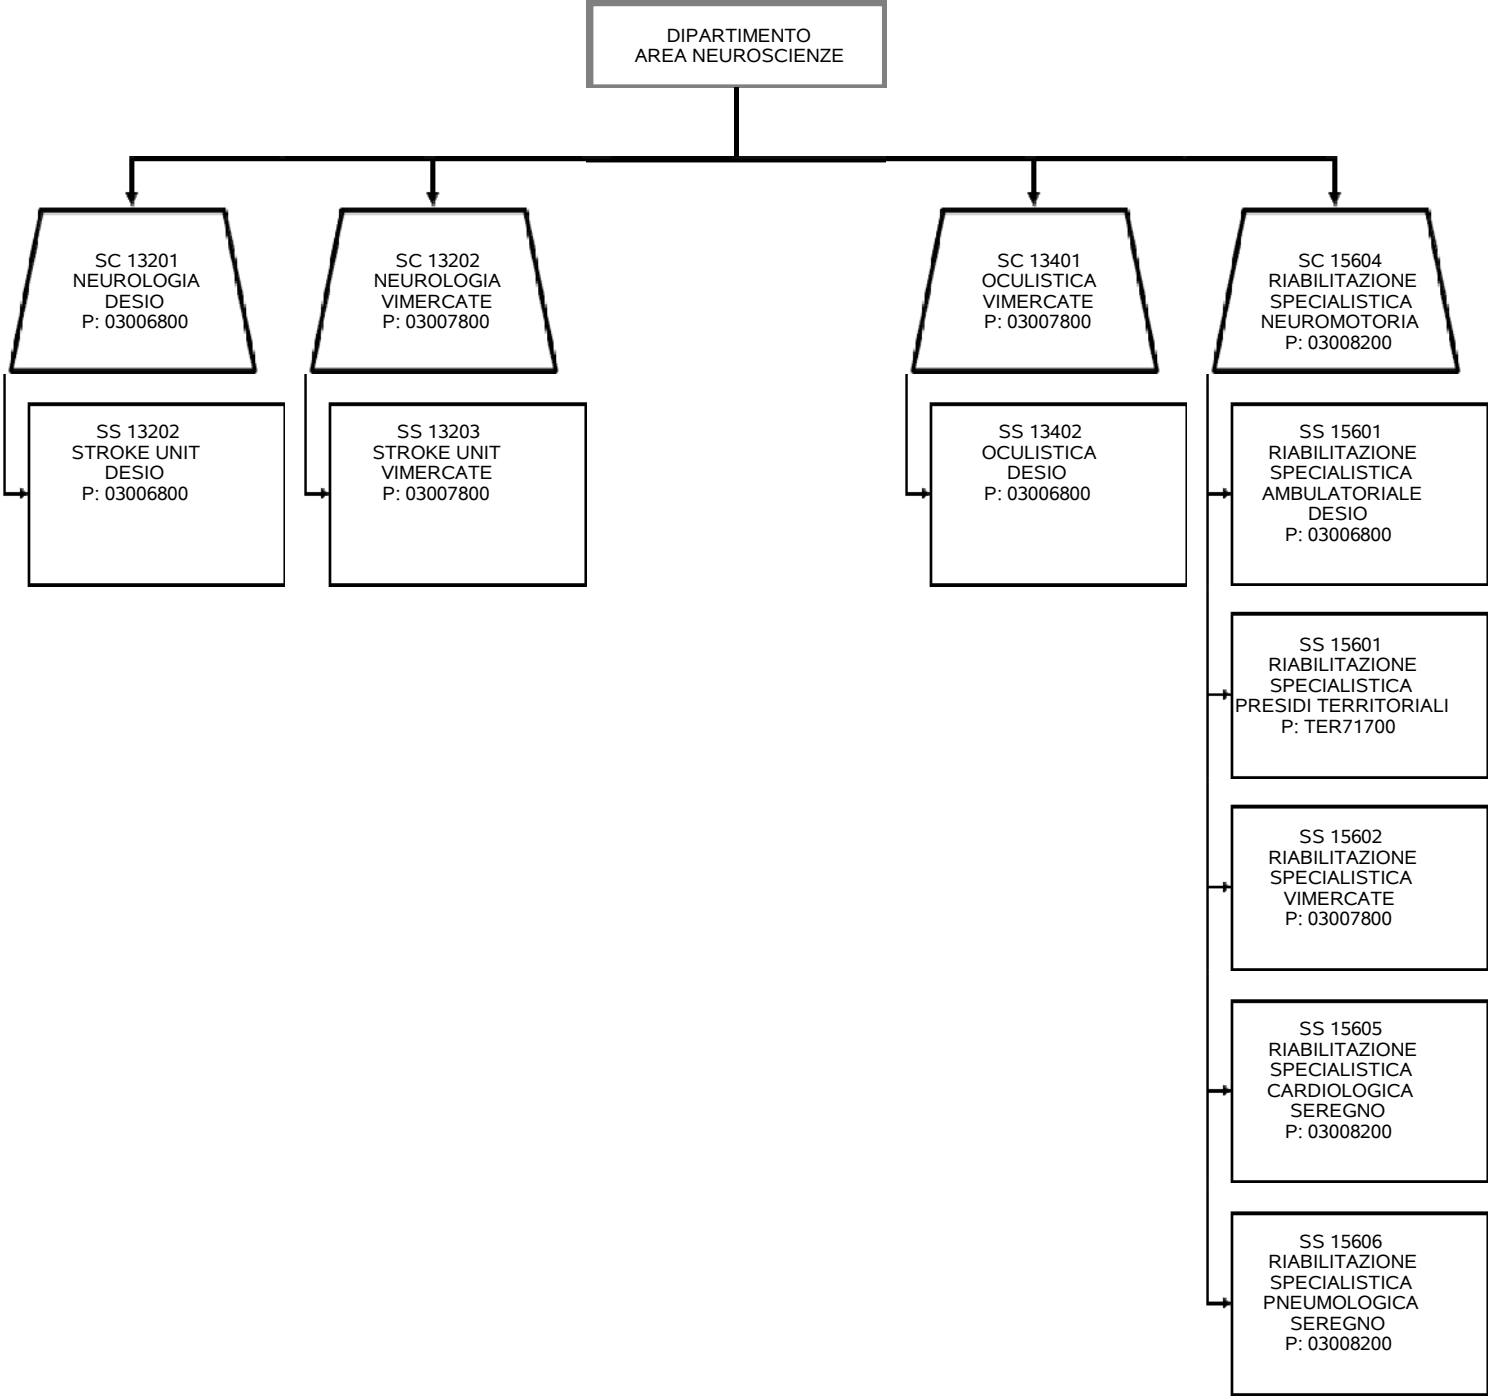 DIPARTIMENTO
AREA NEUROSCIENZE
SC 13201
NEUROLOGIA
DESIO
P: 03006800
SC 13202
NEUROLOGIA
VIMERCATE
P: 03007800
SC 13401
OCULISTICA
VIMERCATE
P: 03007800
SC 15604
RIABILITAZIONE
SPECIALISTICA
NEUROMOTORIA
P: 03008200
SS 13202
STROKE UNIT
DESIO
P: 03006800
SS 13203
STROKE UNIT
VIMERCATE
P: 03007800
SS 13402
OCULISTICA
DESIO
P: 03006800
SS 15601
RIABILITAZIONE
SPECIALISTICA
AMBULATORIALE
DESIO
P: 03006800
SS 15601
RIABILITAZIONE
SPECIALISTICA
PRESIDI TERRITORIALI
P: TER71700
SS 15602
RIABILITAZIONE
SPECIALISTICA
VIMERCATE
P: 03007800
SS 15605
RIABILITAZIONE
SPECIALISTICA
CARDIOLOGICA
SEREGNO
P: 03008200
SS 15606
RIABILITAZIONE
SPECIALISTICA
PNEUMOLOGICA
SEREGNO
P: 03008200